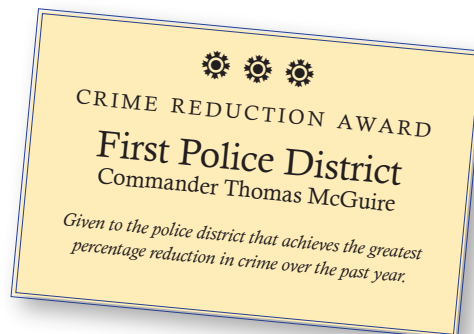 CRIME REDUCTION AWARD
First Police District
Commander Thomas McGuire
Given to the police district that achieves the greatest
percentage reduction in crime over the past year.